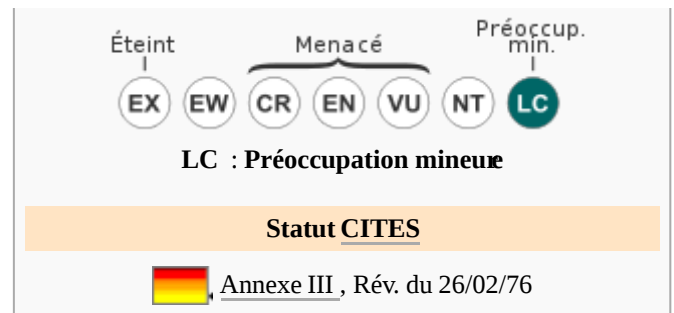 Éteint Menacé Préoccup. min.
EX EW CR EN VU NT LC
LC : Préoccupation mineure
Statut CITES
Annexe III , Rév. du 26/02/76